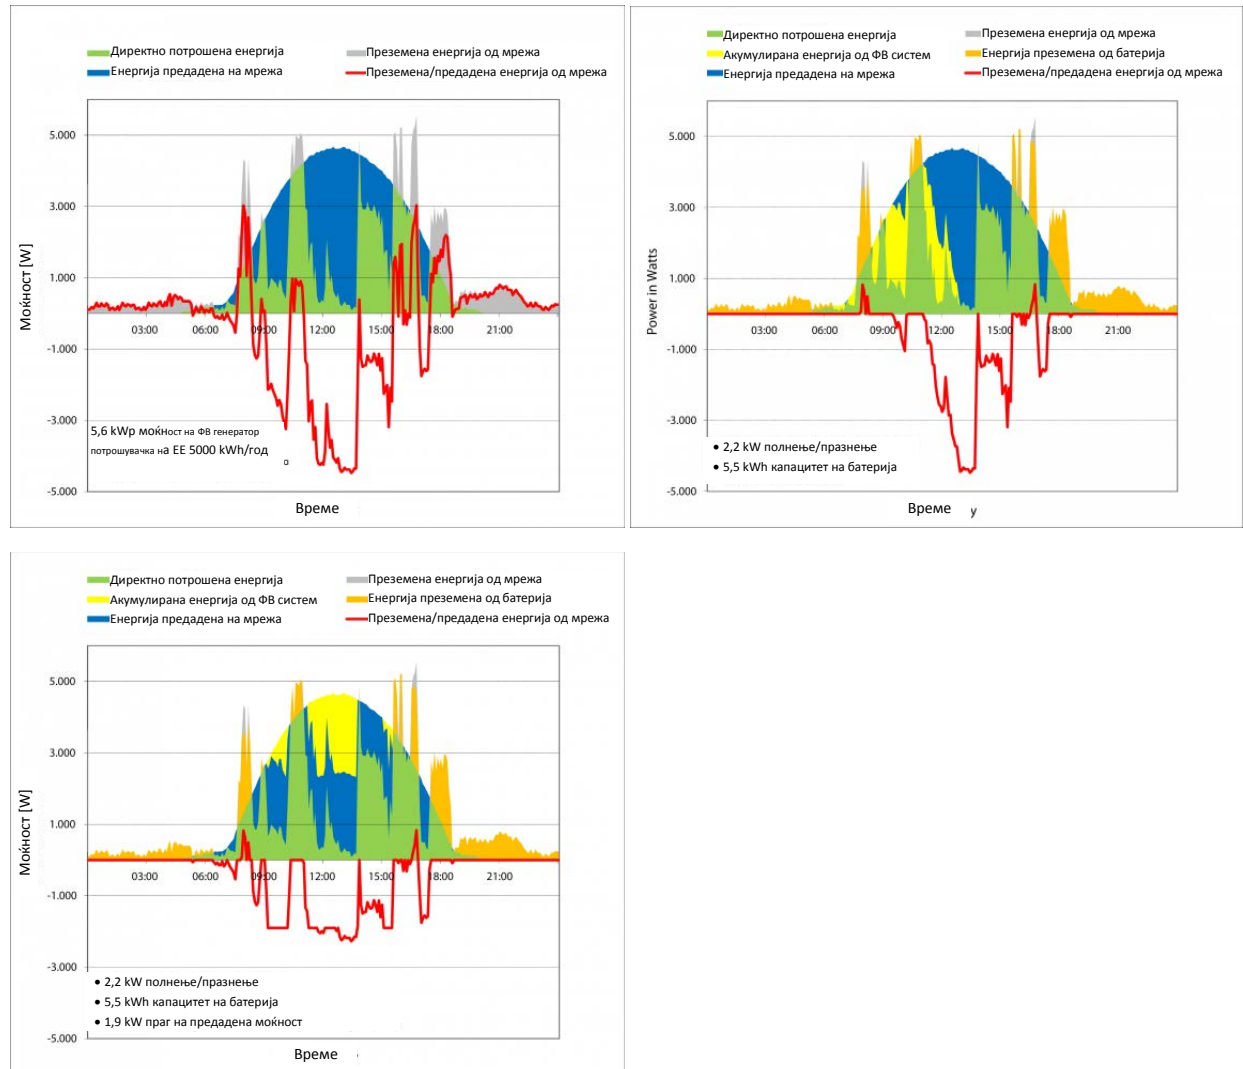 Директно потрошена енергија
Преземена енергија од мрежа
Енергија предадена на мрежа
Преземена/предадена енергија од мрежа
5.000
3.000
1.000
-1.000
-3.000
-5.000
03:00 06:00 09:00 12:00 15:00 18:00 21:00
Моќност [W]
5,6 kWp моќност на ФВ генератор
потрошувачка на ЕЕ 5000 kWh/год
Време
Директно потрошена енергија
Преземена енергија од мрежа
Акумулирана енергија од ФВ систем
Енергија преземена од батерија
Енергија предадена на мрежа
Преземена/предадена енергија од мрежа
5.000
3.000
1.000
-1.000
-3.000
-5.000
03:00 06:00 09:00 12:00 15:00 18:00 21:00
Power in Watts
• 2,2 kW полнење/празнење
• 5,5 kWh капацитет на батерија
Време y
Директно потрошена енергија
Преземена енергија од мрежа
Акумулирана енергија од ФВ систем
Енергија преземена од батерија
Енергија предадена на мрежа
Преземена/предадена енергија од мрежа
5.000
3.000
1.000
-1.000
-3.000
-5.000
03:00 06:00 09:00 12:00 15:00 18:00 21:00
Моќност [W]
• 2,2 kW полнење/празнење
• 5,5 kWh капацитет на батерија
• 1,9 kW праг на предадена моќност
Време